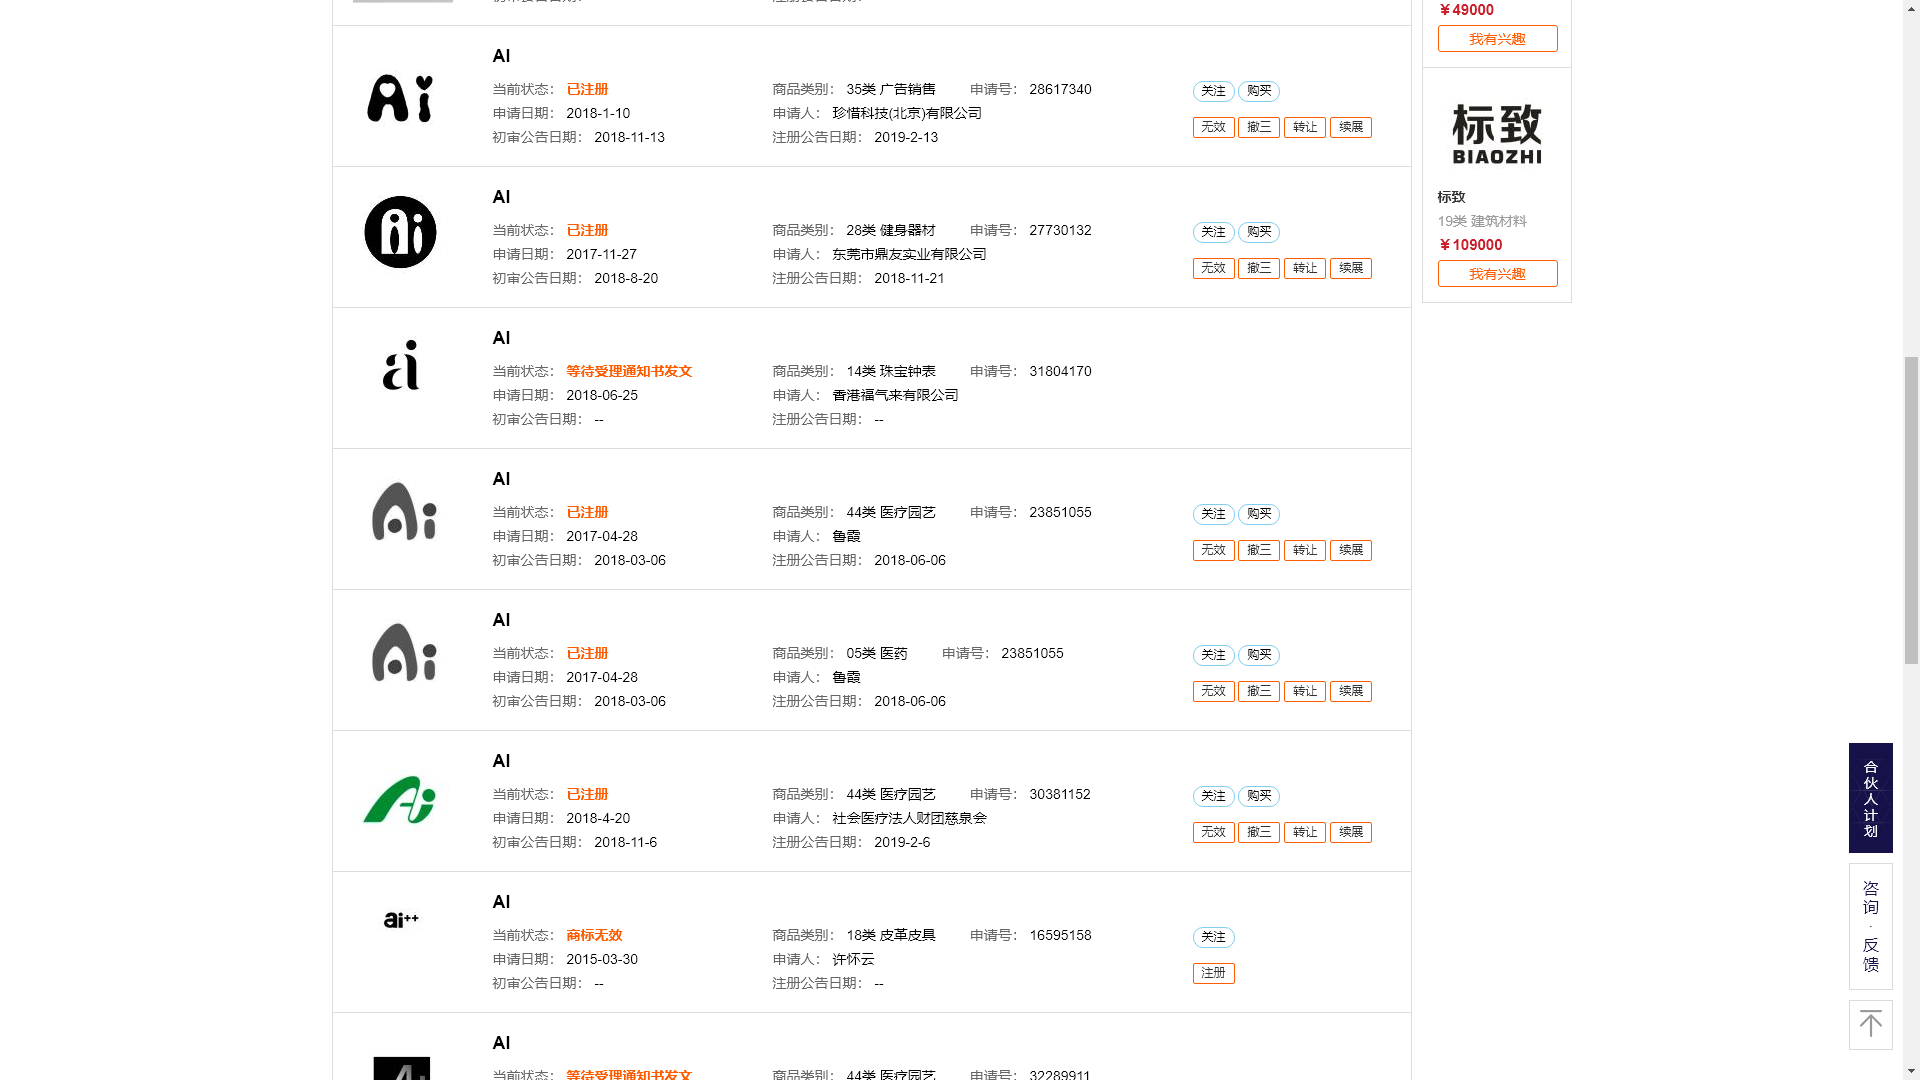 AI
当前状态： 已注册 商品类别： 35类 广告销售 申请号： 28617340
申请日期： 2018-1-10 申请人： 珍惜科技(北京)有限公司
初审公告日期： 2018-11-13 注册公告日期： 2019-2-13
Ai
关注 购买
无效 撤三 转让 续展
AI
当前状态： 已注册 商品类别： 28类 健身器材 申请号： 27730132
申请日期： 2017-11-27 申请人： 东莞市鼎友实业有限公司
初审公告日期： 2018-8-20 注册公告日期： 2018-11-21
Ai
关注 购买
无效 撤三 转让 续展
AI
当前状态： 等待受理通知书发文 商品类别： 14类 珠宝钟表 申请号： 31804170
申请日期： 2018-06-25 申请人： 香港福气来有限公司
初审公告日期： -- 注册公告日期： --
ai
AI
当前状态： 已注册 商品类别： 44类 医疗园艺 申请号： 23851055
申请日期： 2017-04-28 申请人： 鲁霞
初审公告日期： 2018-03-06 注册公告日期： 2018-06-06
Ai
关注 购买
无效 撤三 转让 续展
AI
当前状态： 已注册 商品类别： 05类 医药 申请号： 23851055
申请日期： 2017-04-28 申请人： 鲁霞
初审公告日期： 2018-03-06 注册公告日期： 2018-06-06
Ai
关注 购买
无效 撤三 转让 续展
AI
当前状态： 已注册 商品类别： 44类 医疗园艺 申请号： 30381152
申请日期： 2018-4-20 申请人： 社会医疗法人财团慈泉会
初审公告日期： 2018-11-6 注册公告日期： 2019-2-6
Ai
关注 购买
无效 撤三 转让 续展
AI
当前状态： 商标无效 商品类别： 18类 皮革皮具 申请号： 16595158
申请日期： 2015-03-30 申请人： 许怀云
初审公告日期： -- 注册公告日期： --
ai++
关注
注册
AI
当前状态： 等待受理通知书发文 商品类别： 44类 医疗园艺 申请号： 32289911
￥49000
我有兴趣
标致
BIAOZHI
标致
19类 建筑材料
￥109000
我有兴趣
合伙人计划
咨询·反馈